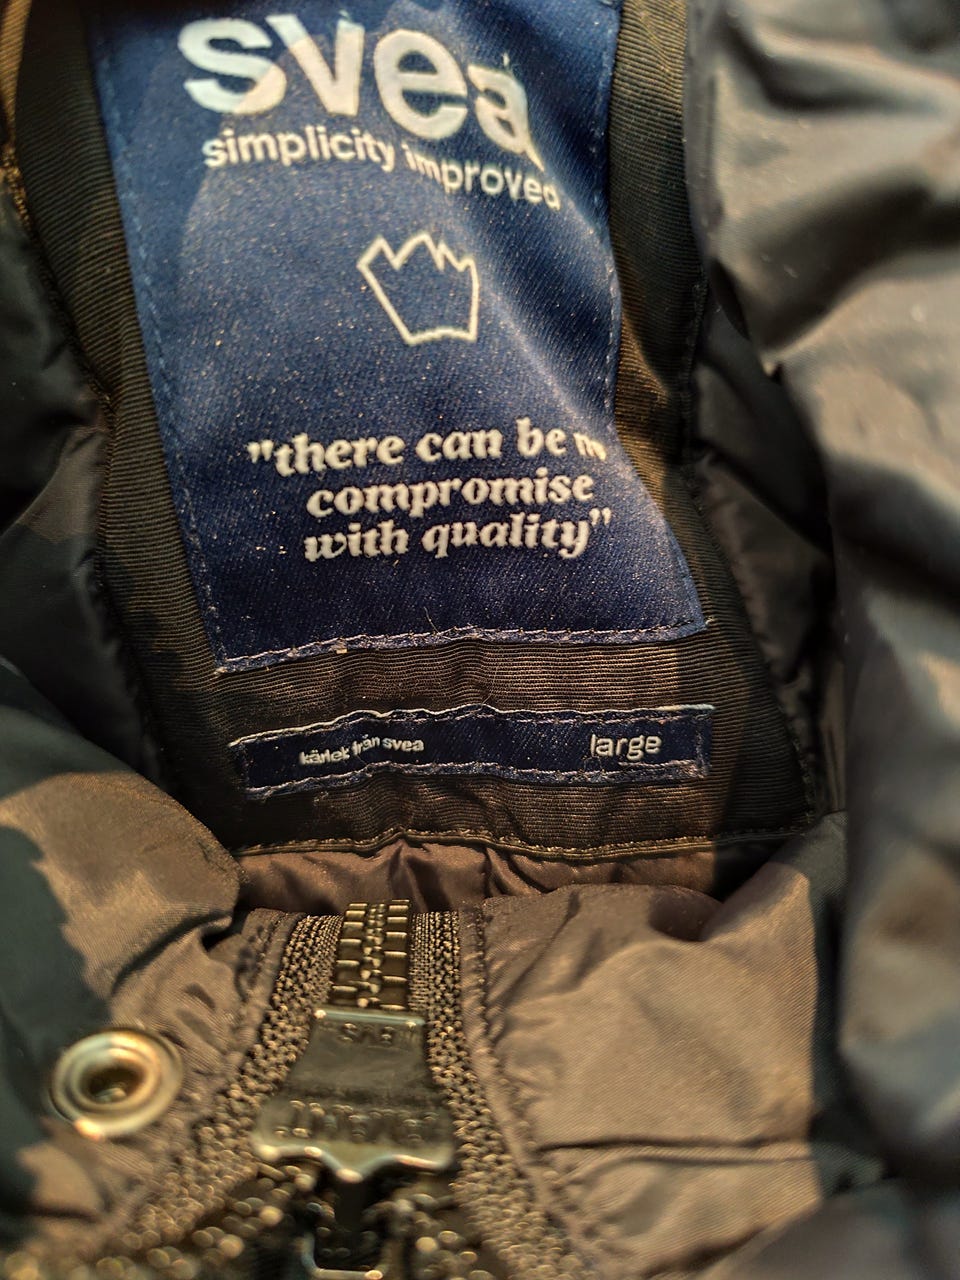 svea
simplicity improved
"there can be
compromise
with quality"
kärlek från svea
large